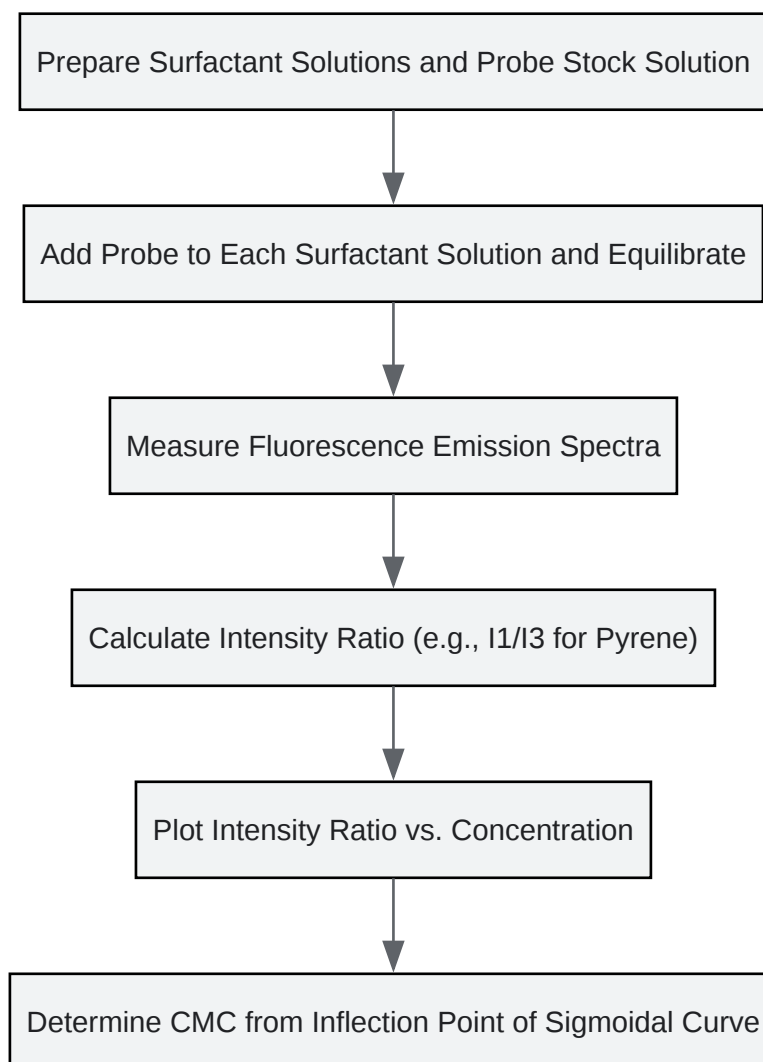 Prepare Surfactant Solutions and Probe Stock Solution
Add Probe to Each Surfactant Solution and Equilibrate
Measure Fluorescence Emission Spectra
Calculate Intensity Ratio (e.g., I1/I3 for Pyrene)
Plot Intensity Ratio vs. Concentration
Determine CMC from Inflection Point of Sigmoidal Curve